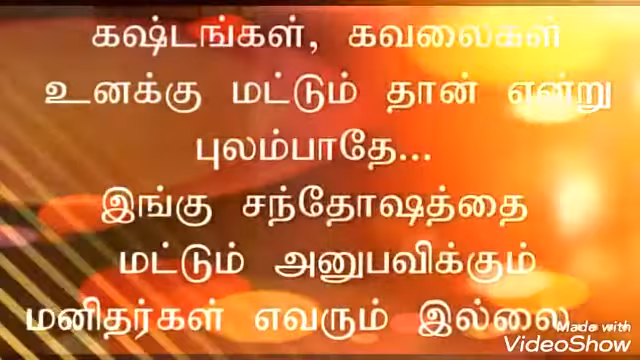 கஷ்டங்கள், கவலைகள்
உனக்கு மட்டும் தான் என்று
புலம்பாதே...
இங்கு சந்தோஷத்தை
மட்டும் அனுபவிக்கும்
மனிதர்கள் எவரும் இல்லை..
Made with
VideoShow